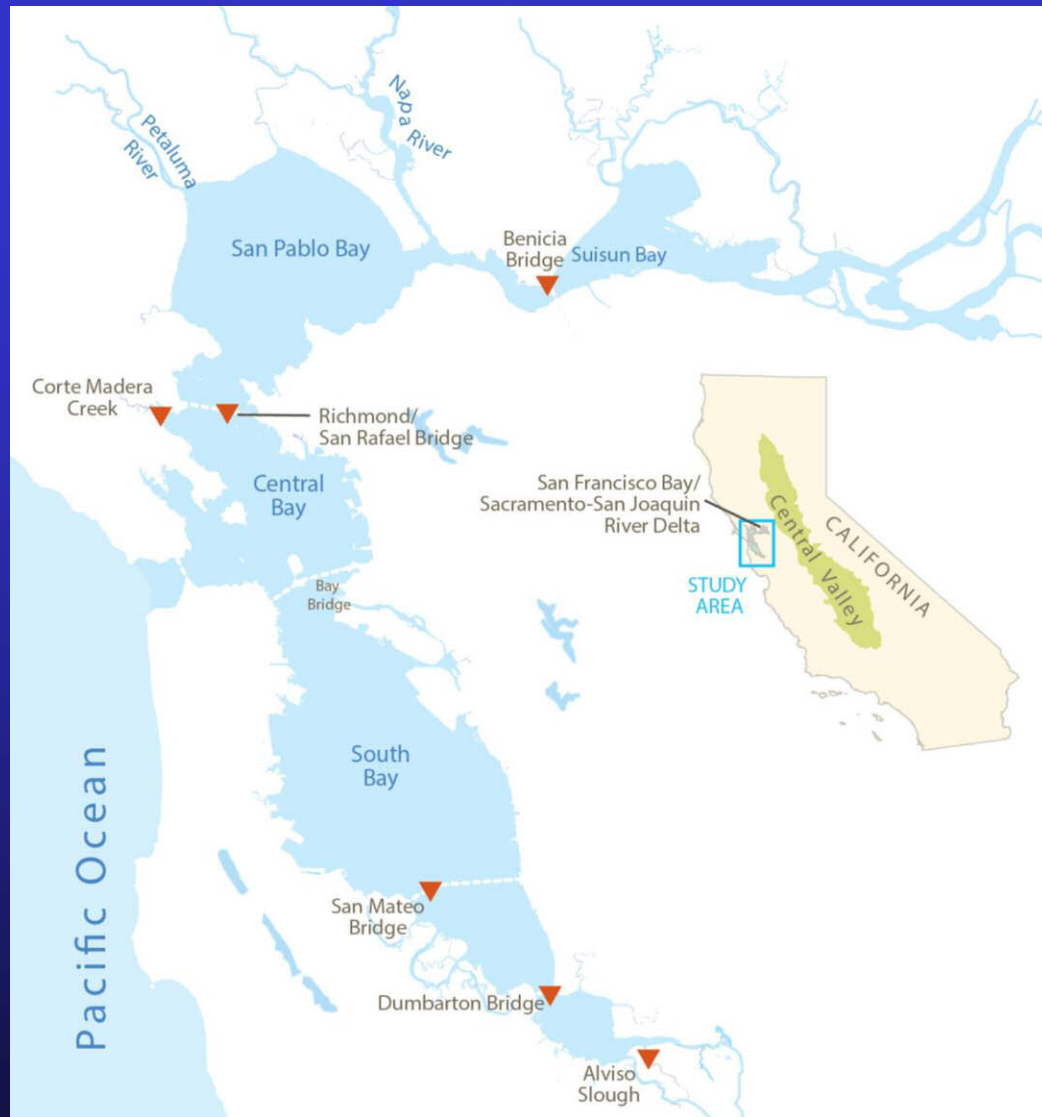 Napa
River
Petaluma
River
San Pablo Bay
Benicia
Bridge
Suisun Bay
Corte Madera
Creek
Richmond/
San Rafael Bridge
Central
Bay
San Francisco Bay/
Sacramento-San Joaquin
River Delta
Central Valley
CALIFORNIA
STUDY
AREA
Bay
Bridge
South
Bay
Pacific Ocean
San Mateo
Bridge
Dumbarton Bridge
Alviso
Slough